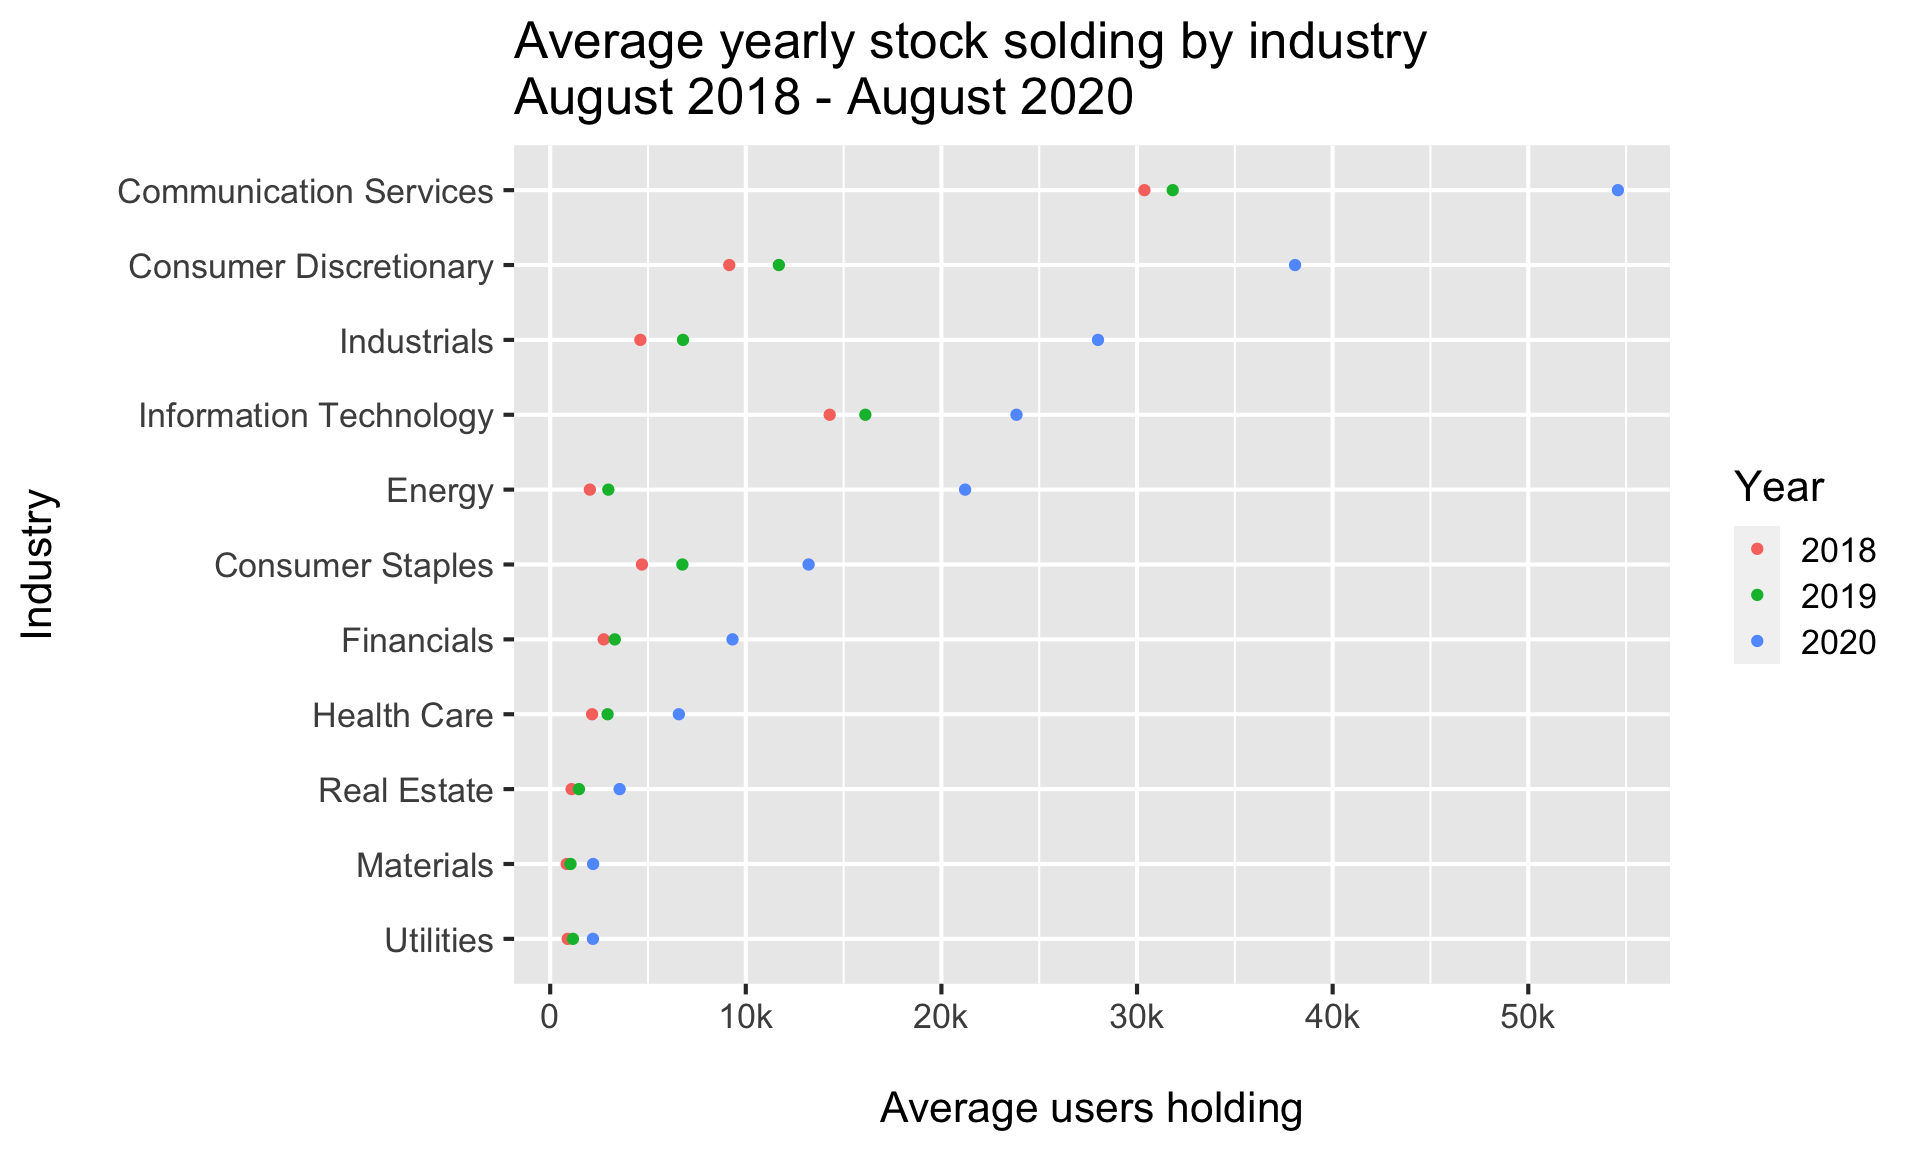 Average yearly stock solding by industry
August 2018 - August 2020
Communication Services
Consumer Discretionary
Industrials
Information Technology
Energy
Consumer Staples
Financials
Health Care
Real Estate
Materials
Utilities
Industry
0 10k 20k 30k 40k 50k
Average users holding
Year
2018
2019
2020